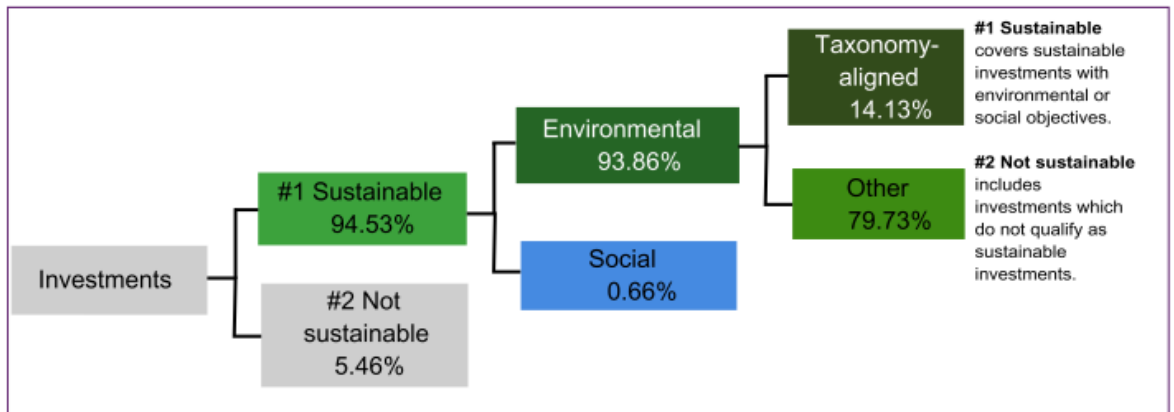 Investments
#1 Sustainable
94.53%
#2 Not
sustainable
5.46%
Environmental
93.86%
Social
0.66%
Taxonomy-
aligned
14.13%
Other
79.73%
#1 Sustainable
covers sustainable
investments with
environmental or
social objectives.
#2 Not sustainable
includes
investments which
do not qualify as
sustainable
investments.